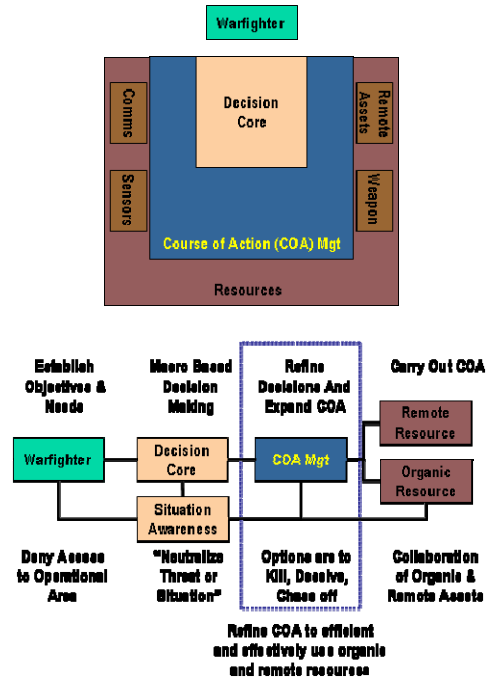 Warfighter
Decision
Core
Comms
Sensors
Remote
Assets
Weapon
Course of Action (COA) Mgt
Resources
Establish
Objectives &
Needs
Macro Based
Decision
Making
Refine
Decisions And
Expand COA
Carry Out COA
Warfighter
Decision
Core
COA Mgt
Remote
Resource
Organic
Resource
Situation
Awareness
Deny Access
to Operational
Area
"Neutralize
Threat or
Situation"
Options are to
Kill, Deceive,
Chase off
Collaboration
of Organic &
Remote Assets
Refine COA to efficient
and effectively use organic
and remote resources